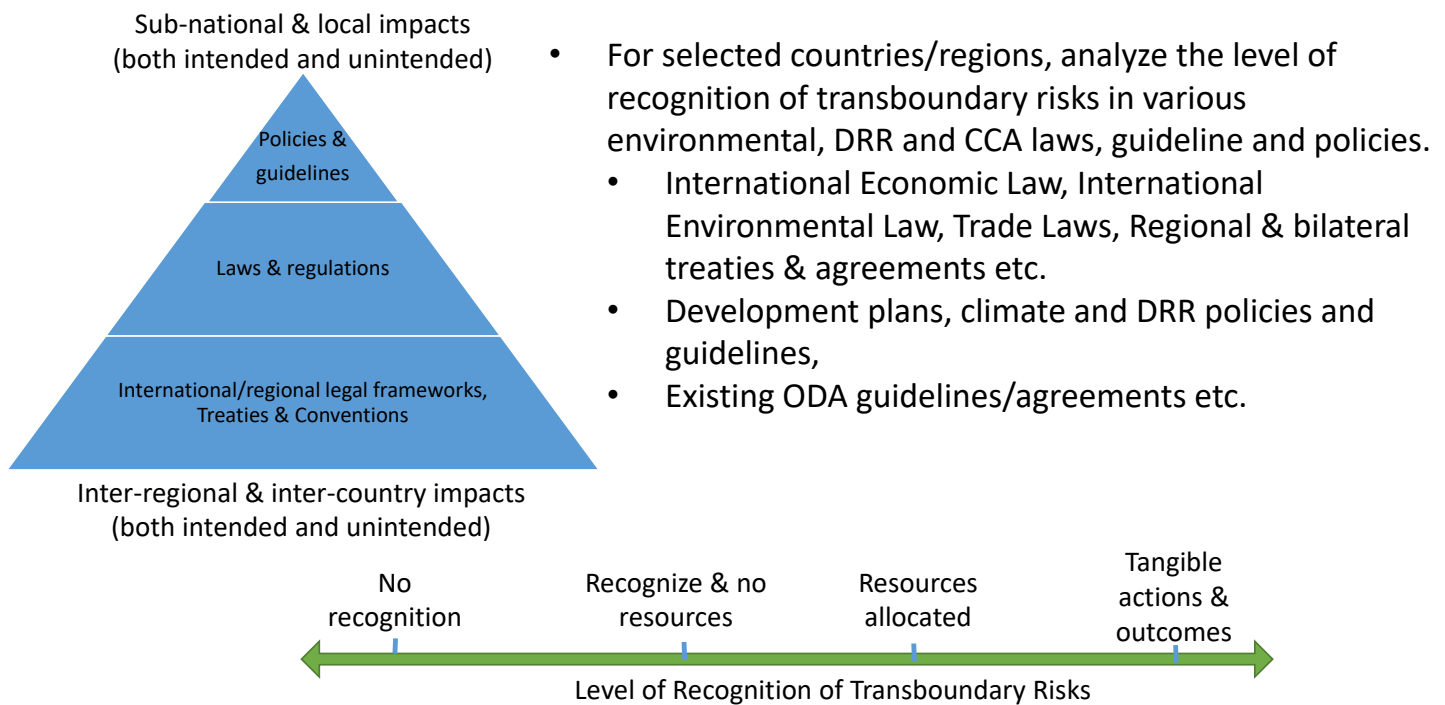 Sub-national & local impacts
(both intended and unintended)
Policies &
guidelines
Laws & regulations
International/regional legal frameworks,
Treaties & Conventions
Inter-regional & inter-country impacts
(both intended and unintended)
• For selected countries/regions, analyze the level of
recognition of transboundary risks in various
environmental, DRR and CCA laws, guideline and policies.
• International Economic Law, International
Environmental Law, Trade Laws, Regional & bilateral
treaties & agreements etc.
• Development plans, climate and DRR policies and
guidelines,
• Existing ODA guidelines/agreements etc.
No
recognition
Recognize & no
resources
Resources
allocated
Tangible
actions &
outcomes
Level of Recognition of Transboundary Risks